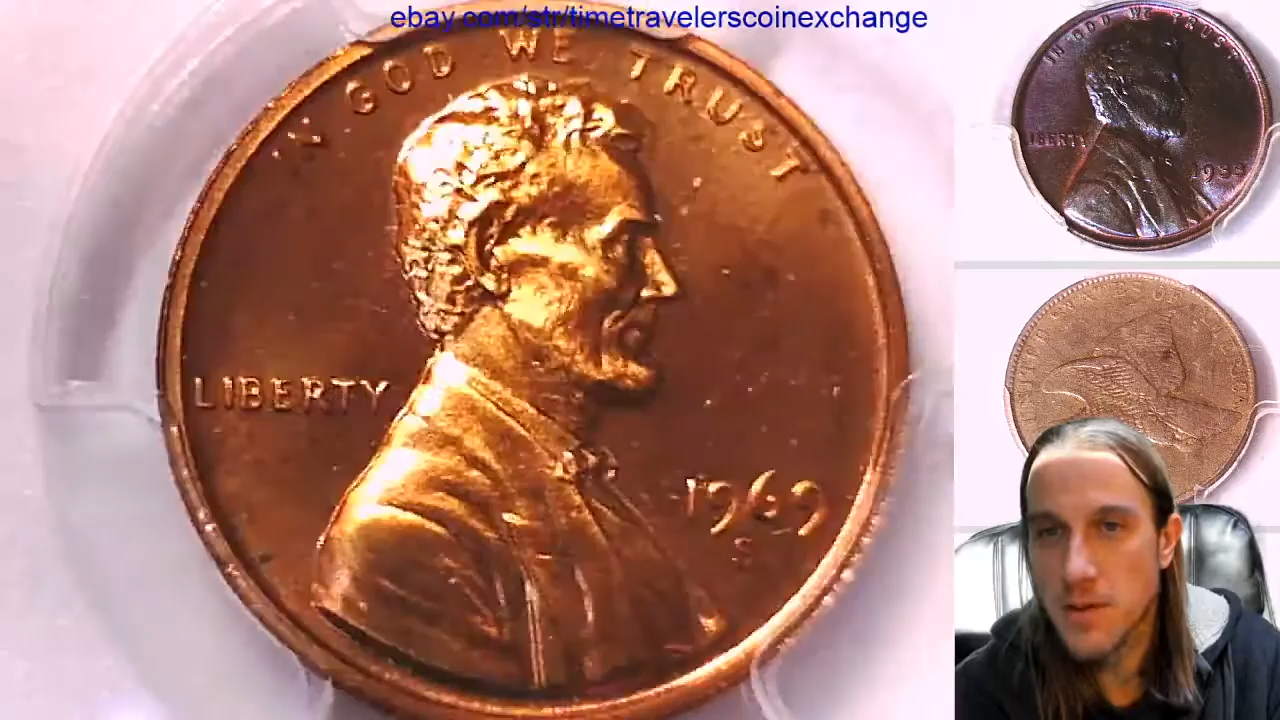 ebay.com/str/timetravelerscoinexchange
IN GOD WE TRUST
LIBERTY
1969
S
IN GOD WE TRUST
LIBERTY